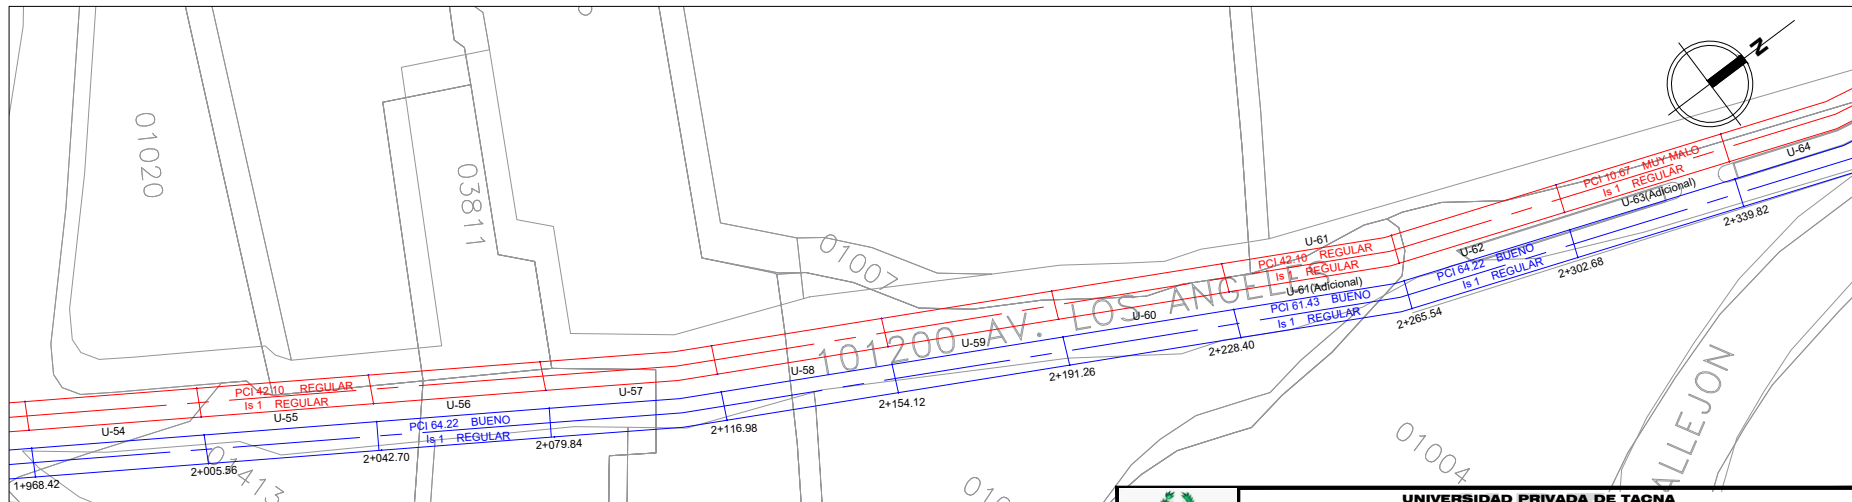 N
011020
03811
01007
101200 AV. LOS ANGELES
01413
01004
PCI 42.10 REGULAR
Is 1 REGULAR
PCI 64.22 BUENO
Is 1 REGULAR
PCI 42.10 REGULAR
Is 1 REGULAR
PCI 61.43 BUENO
Is 1 REGULAR
PCI 64.22 BUENO
Is 1 REGULAR
PCI 10.67 MUY MALO
Is 1 REGULAR
U-54
U-55
U-56
U-57
U-58
U-59
U-60
U-61
U-61(Adicional)
U-62
U-63(Adicional)
U-64
1+968.42
2+005.56
2+042.70
2+079.84
2+116.98
2+154.12
2+191.26
2+228.40
2+265.54
2+302.68
2+339.82
UNIVERSIDAD PRIVADA DE TACNA